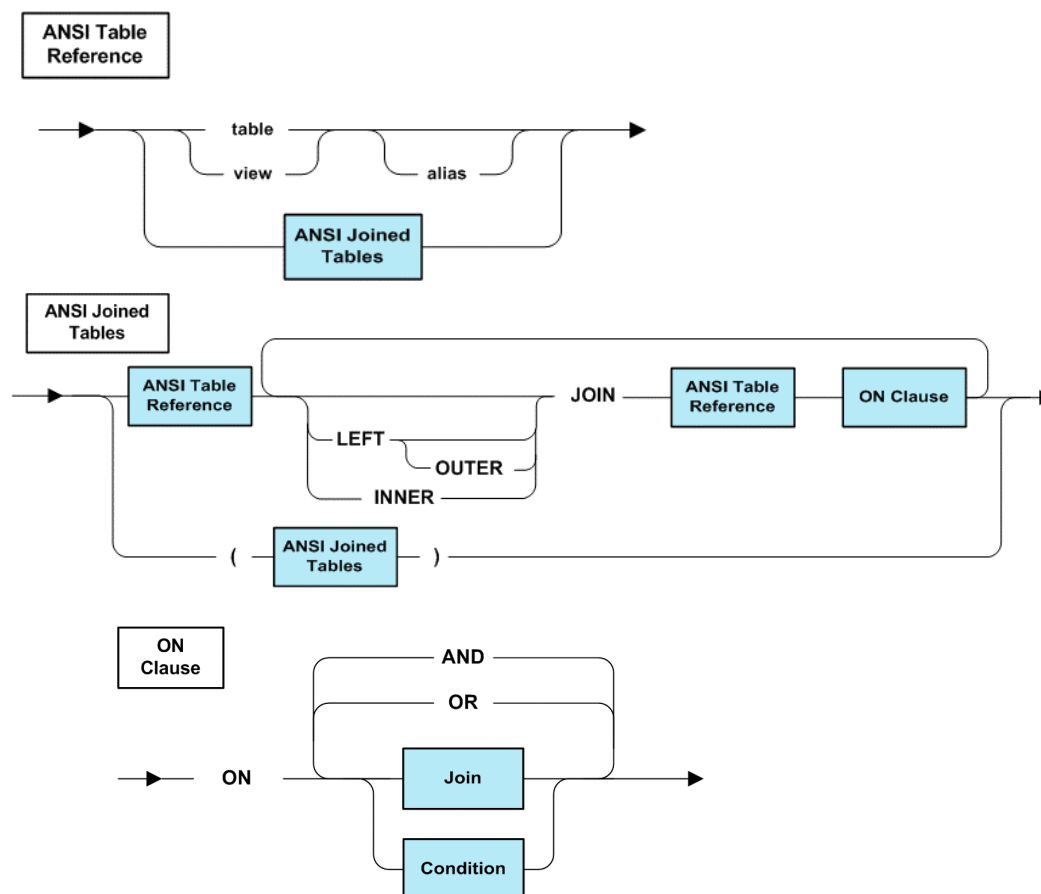 ANSI Table
Reference
table
view
alias
ANSI Joined
Tables
ANSI Joined
Tables
ANSI Table
Reference
JOIN
ANSI Table
Reference
ON Clause
LEFT
OUTER
INNER
(
ANSI Joined
Tables
)
ON
Clause
AND
OR
ON
Join
Condition